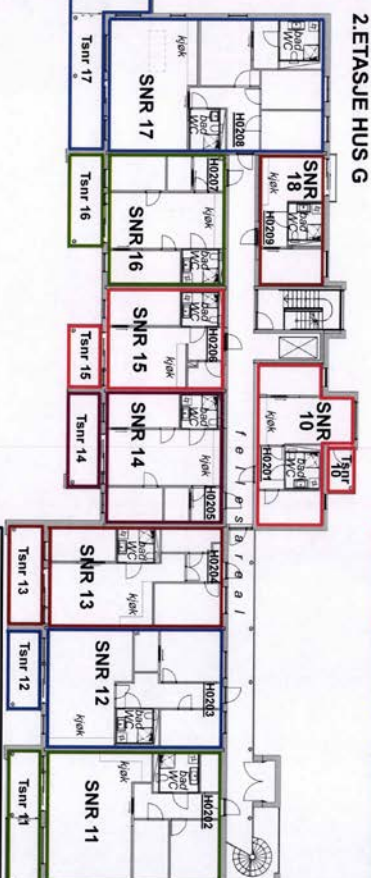 2.ETASJE HUS G
Tsnr 17
SNR 17
kjøk
bad
WC
H0208
Tsnr 16
SNR 16
kjøk
bad
WC
H0207
SNR
18
kjøk
bad
WC
H0209
Tsnr 15
SNR 15
kjøk
bad
WC
H0206
Tsnr 14
SNR 14
kjøk
bad
WC
H0205
SNR
10
Tsnr
10
kjøk
bad
WC
H0201
felles areal
Tsnr 13
SNR 13
kjøk
bad
WC
H0204
Tsnr 12
SNR 12
kjøk
bad
WC
H0203
Tsnr 11
SNR 11
kjøk
bad
WC
H0202